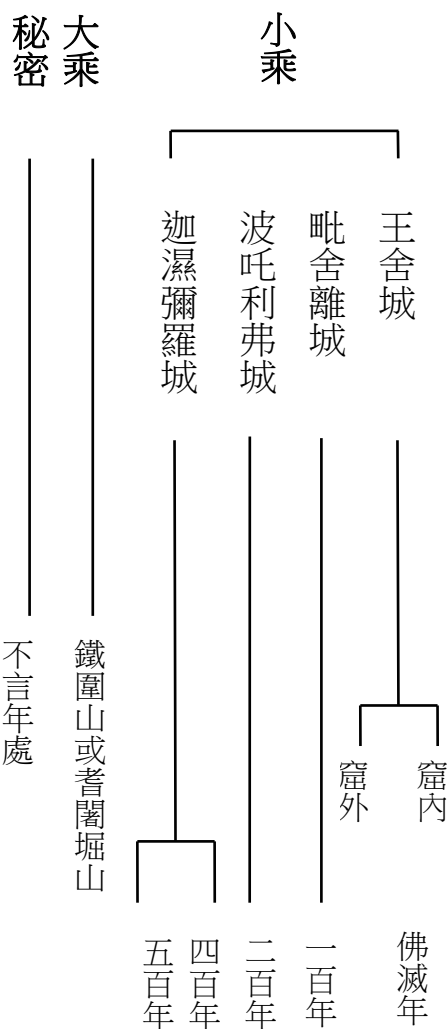 小乘
王舍城
窟內
窟外
佛滅年
毗舍離城
一百年
波吒利弗城
二百年
迦濕彌羅城
四百年
五百年
大乘
鐵圍山或耆闍堀山
秘密
不言年處